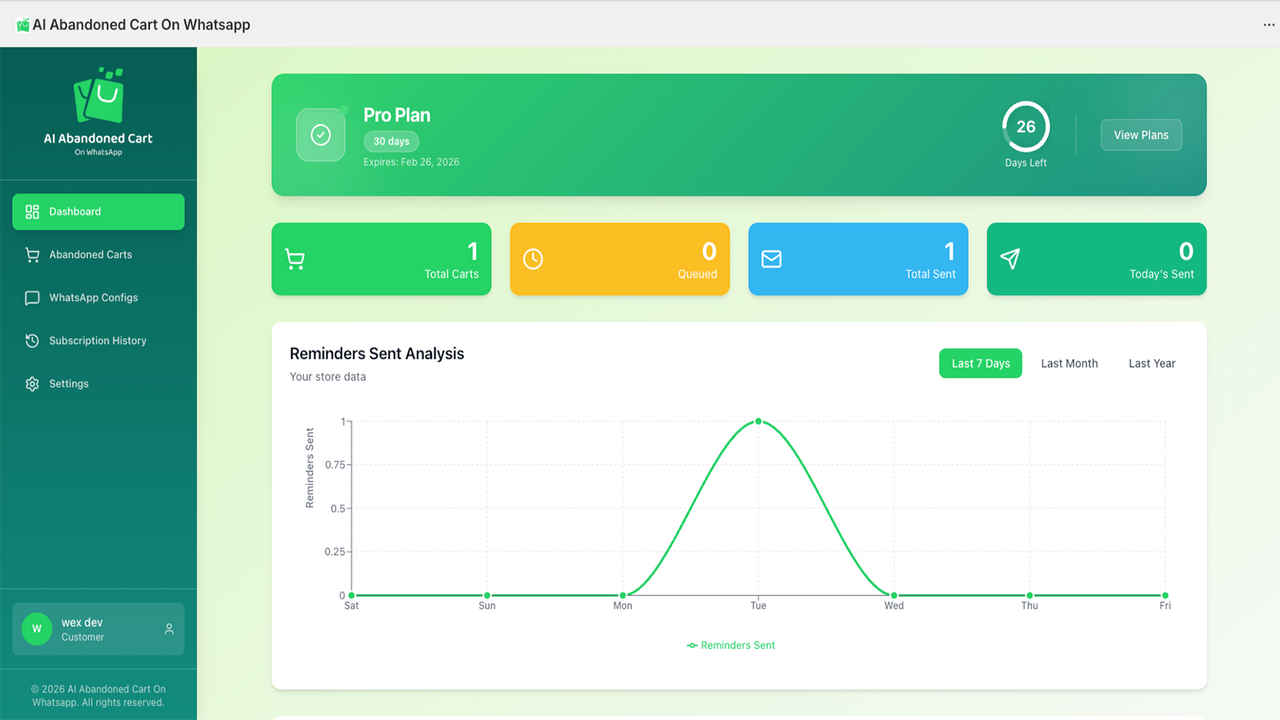 AI Abandoned Cart On Whatsapp
...
AI Abandoned Cart
On WhatsApp
Dashboard
Abandoned Carts
WhatsApp Configs
Subscription History
Settings
W
wex dev
Customer
© 2026 AI Abandoned Cart On
Whatsapp. All rights reserved.
Pro Plan
30 days
Expires: Feb 26, 2026
26
Days Left
View Plans
1
Total Carts
0
Queued
1
Total Sent
0
Today's Sent
Reminders Sent Analysis
Your store data
Last 7 Days
Last Month
Last Year
Reminders Sent
1
0.75
0.5
0.25
0
Sat
Sun
Mon
Tue
Wed
Thu
Fri
Reminders Sent